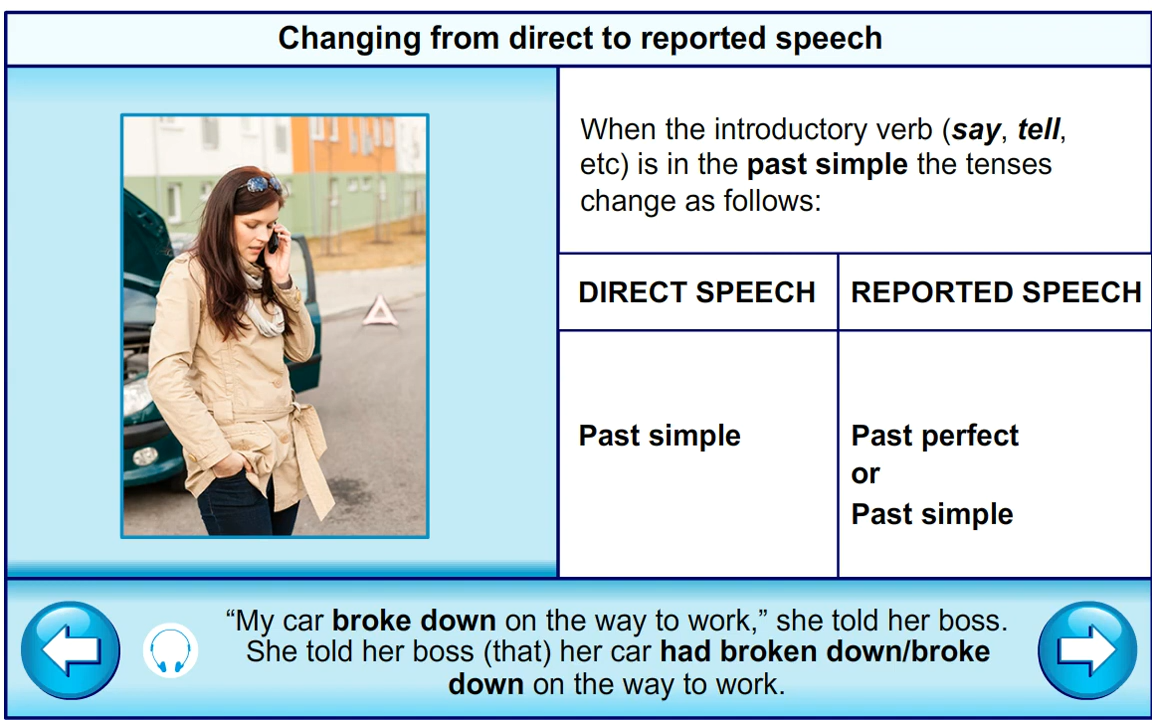 Changing from direct to reported speech
When the introductory verb (say, tell,
etc) is in the past simple the tenses
change as follows:
DIRECT SPEECH
REPORTED SPEECH
Past simple
Past perfect
or
Past simple
“My car broke down on the way to work,” she told her boss.
She told her boss (that) her car had broken down/broke
down on the way to work.